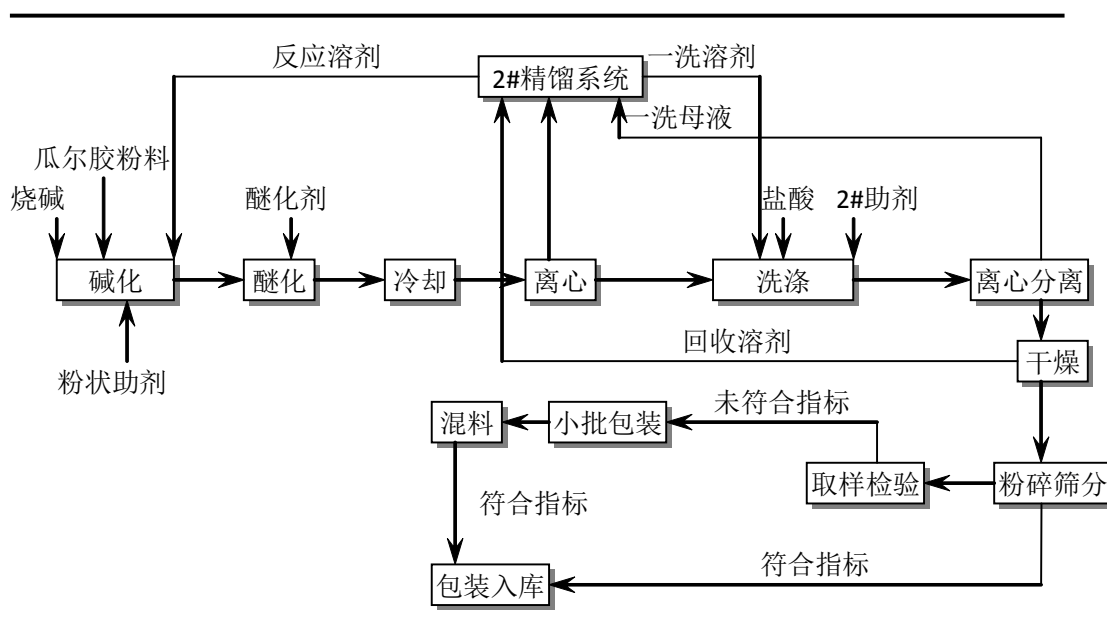 反应溶剂
2#精馏系统
一洗溶剂
一洗母液
瓜尔胶粉料
烧碱
醚化剂
盐酸
2#助剂
碱化
醚化
冷却
离心
洗涤
离心分离
回收溶剂
干燥
粉状助剂
混料
小批包装
未符合指标
取样检验
粉碎筛分
符合指标
符合指标
包装入库